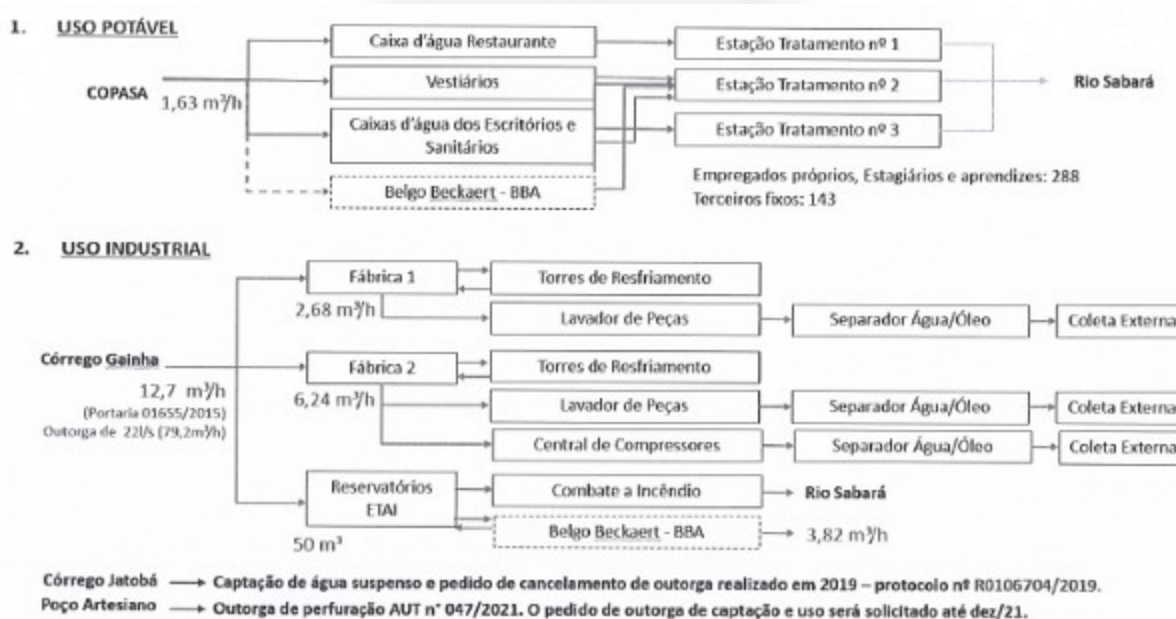 1. USO POTÁVEL
COPASA
1,63 m³/h
Caixa d'água Restaurante
Vestiários
Caixas d'água dos Escritórios e
Sanitários
Belgo Beckaert - BBA
Estação Tratamento nº 1
Estação Tratamento nº 2
Estação Tratamento nº 3
Rio Sabará
Empregados próprios, Estagiários e aprendizes: 288
Terceiros fixos: 143
2. USO INDUSTRIAL
Córrego Gainha
12,7 m³/h
(Portaria 01655/2015)
Outorga de 22l/s (79,2m³/h)
Fábrica 1
2,68 m³/h
Torres de Resfriamento
Lavador de Peças
Separador Água/Óleo
Coleta Externa
Fábrica 2
6,24 m³/h
Torres de Resfriamento
Lavador de Peças
Separador Água/Óleo
Coleta Externa
Central de Compressores
Separador Água/Óleo
Coleta Externa
Reservatórios
ETAI
50 m³
Combate a Incêndio
Rio Sabará
Belgo Beckaert - BBA
3,82 m³/h
Córrego Jatobá → Captação de água suspenso e pedido de cancelamento de outorga realizado em 2019 – protocolo nº R0106704/2019.
Poço Artesiano → Outorga de perfuração AUT n° 047/2021. O pedido de outorga de captação e uso será solicitado até dez/21.